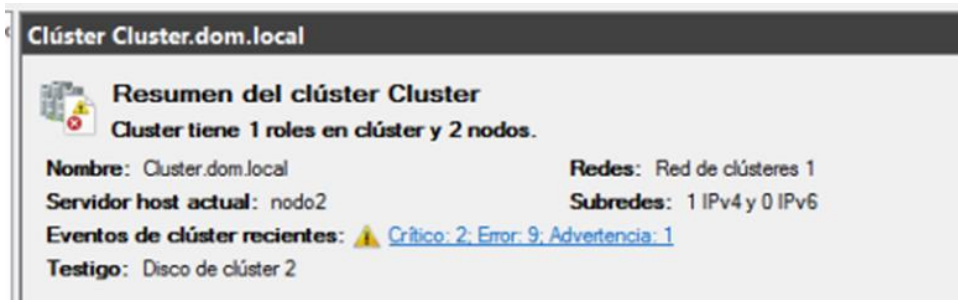 Clúster Cluster.dom.local
Resumen del clúster Cluster
Cluster tiene 1 roles en clúster y 2 nodos.
Nombre: Cluster.dom.local Redes: Red de clústeres 1
Servidor host actual: nodo2 Subredes: 1 IPv4 y 0 IPv6
Eventos de clúster recientes: Crítico: 2; Error: 9; Advertencia: 1
Testigo: Disco de clúster 2